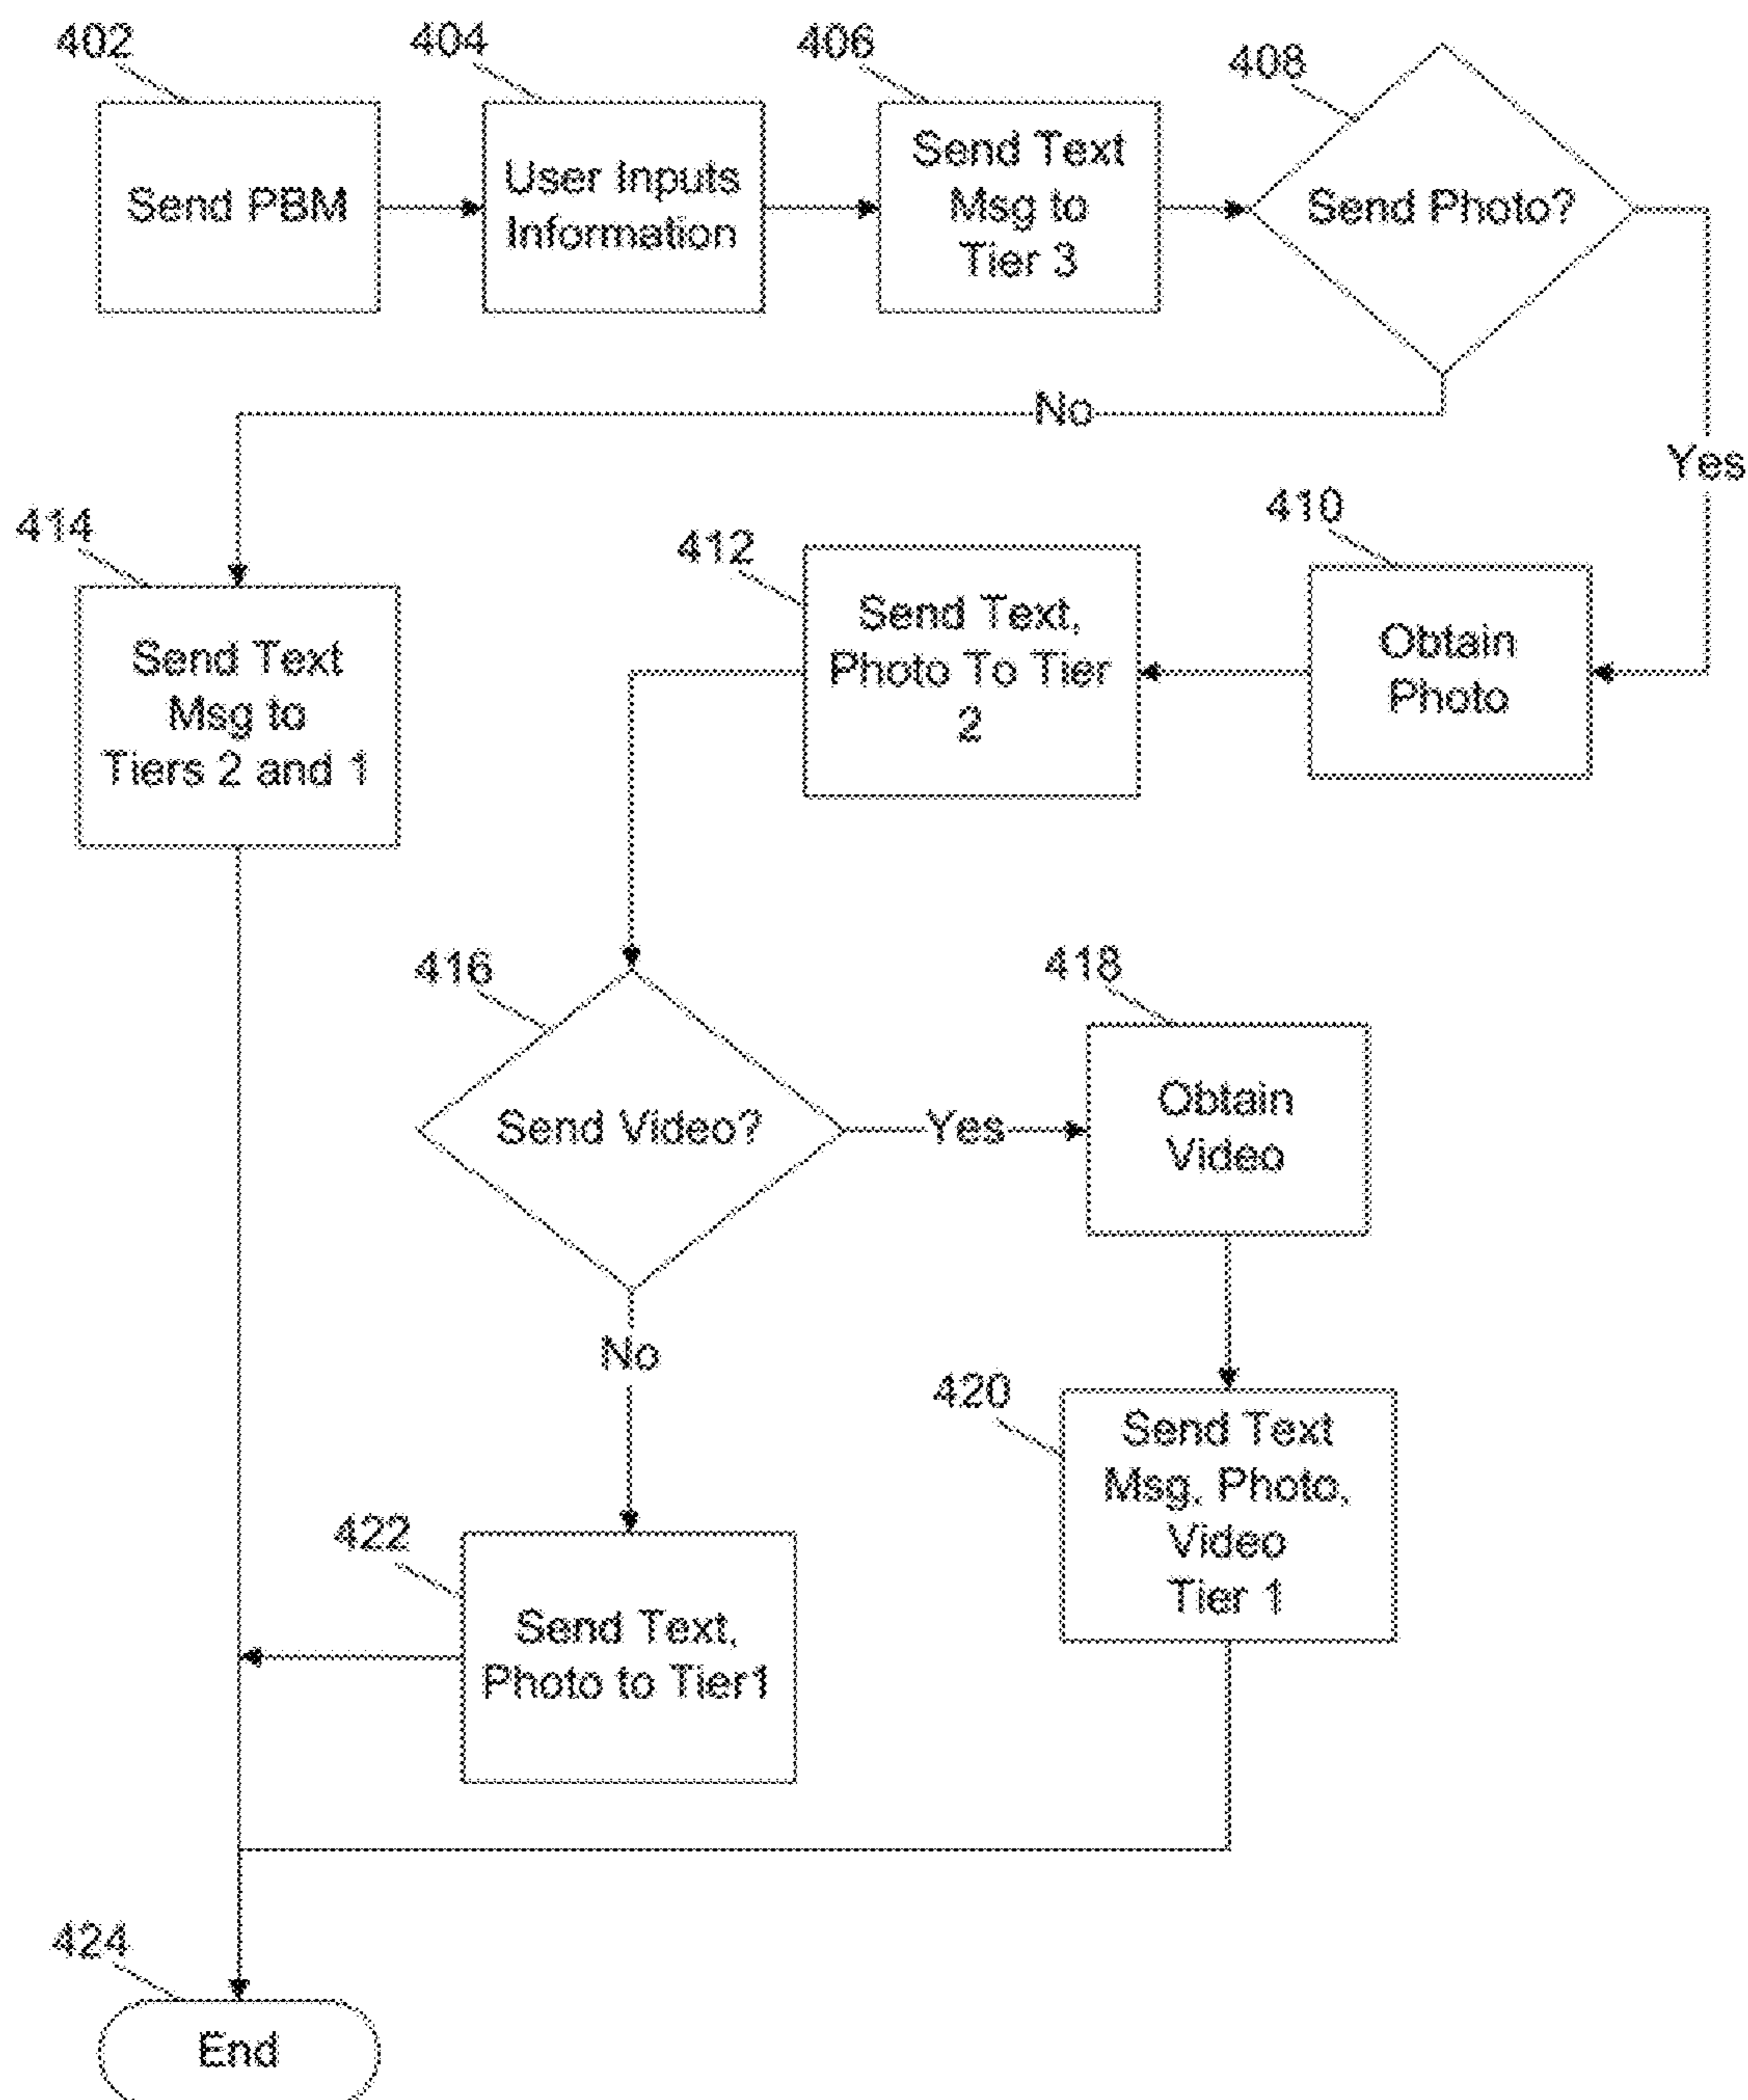 402
Send PBM
404
User Inputs
Information
406
Send Text
Msg to
Tier 3
408
Send Photo?
No
Yes
414
Send Text
Msg to
Tiers 2 and 1
412
Send Text,
Photo To Tier
2
410
Obtain
Photo
416
Send Video?
Yes
418
Obtain
Video
No
420
Send Text
Msg, Photo,
Video
Tier 1
422
Send Text,
Photo to Tier1
424
End